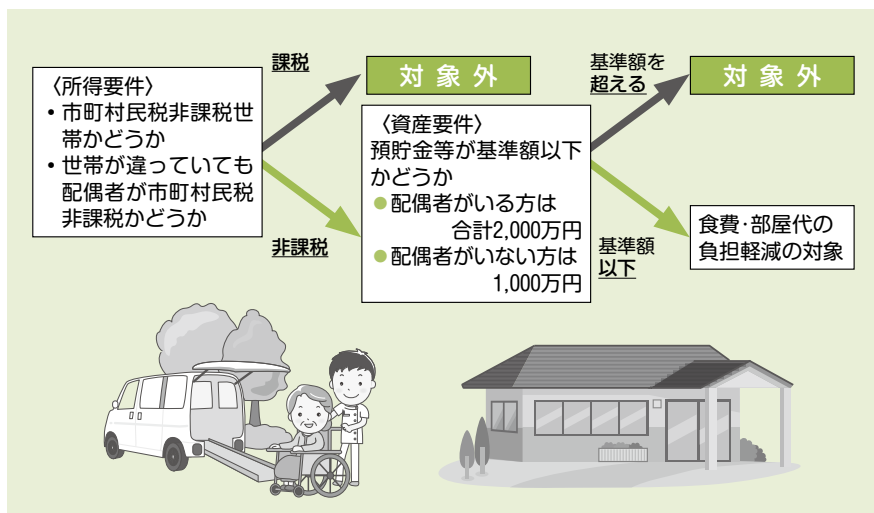 〈所得要件〉
・市町村民税非課税世
帯かどうか
・世帯が違っていても
配偶者が市町村民税
非課税かどうか
課税
非課税
対象外
〈資産要件〉
預貯金等が基準額以下
かどうか
●配偶者がいる方は
合計2,000万円
●配偶者がいない方は
1,000万円
基準額を
超える
基準額
以下
対象外
食費・部屋代の
負担軽減の対象